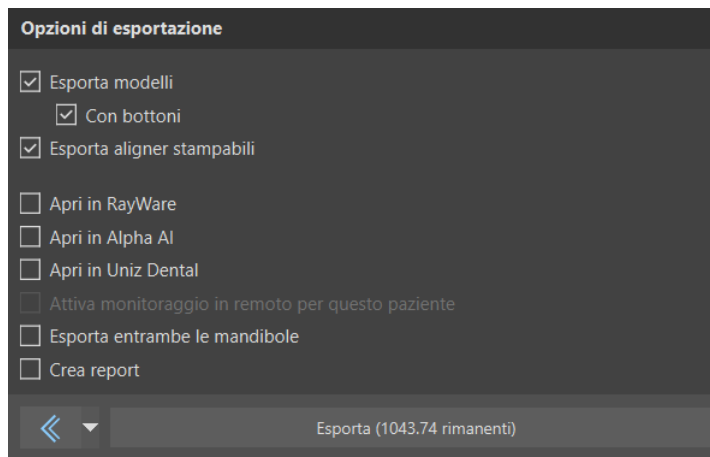 Opzioni di esportazione
Esporta modelli
Con bottoni
Esporta aligner stampabili
Apri in RayWare
Apri in Alpha AI
Apri in Uniz Dental
Attiva monitoraggio in remoto per questo paziente
Esporta entrambe le mandibole
Crea report
Esporta (1043.74 rimanenti)